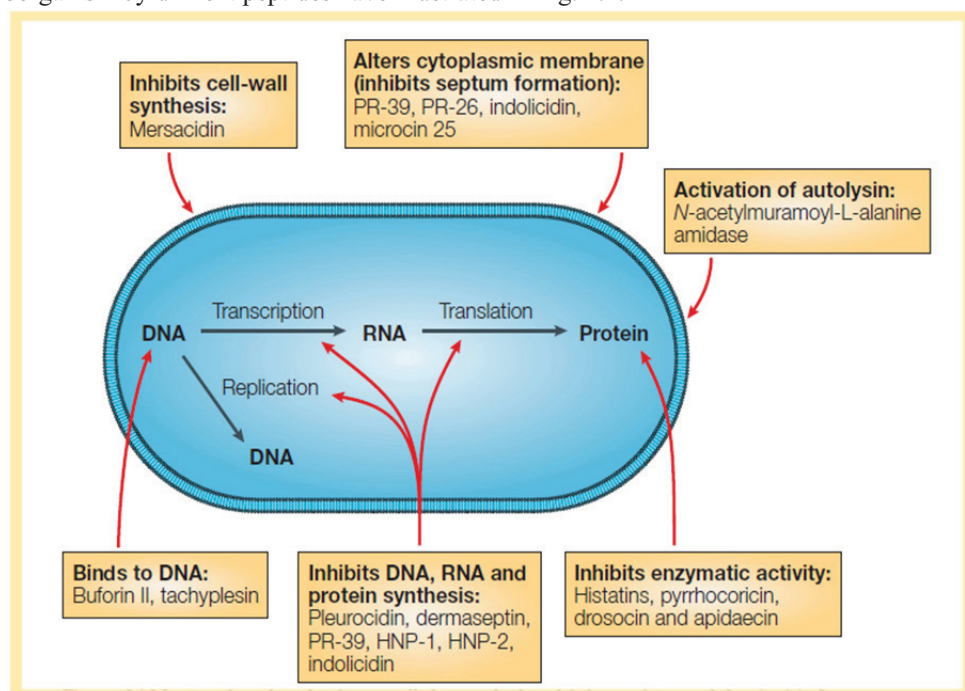 Inhibits cell-wall
synthesis:
Mersacidin
Alters cytoplasmic membrane
(inhibits septum formation):
PR-39, PR-26, indolicidin,
microcin 25
Activation of autolysin:
N-acetylmuramoyl-L-alanine
amidase
Transcription
Translation
DNA
RNA
Protein
Replication
DNA
Binds to DNA:
Buforin II, tachyplesin
Inhibits DNA, RNA and
protein synthesis:
Pleurocidin, dermaseptin,
PR-39, HNP-1, HNP-2,
indolicidin
Inhibits enzymatic activity:
Histatins, pyrrhocoricin,
drosocin and apidaecin